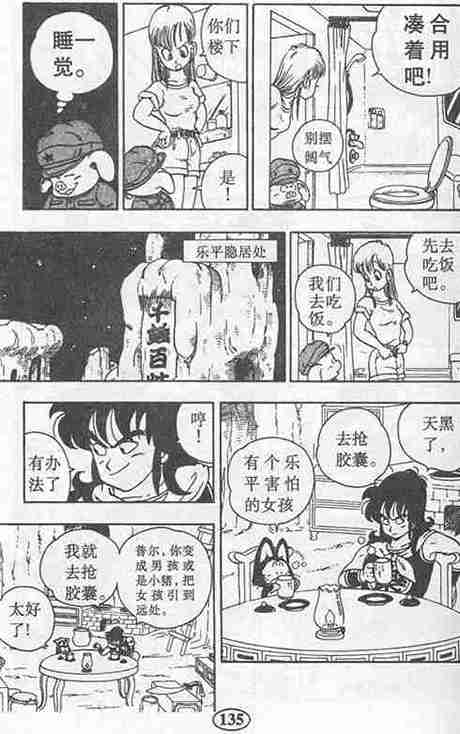 凑合
着用
吧!
别摆
阔气
你们
楼下
是!
睡一
觉。
先去
吃饭
吧。
我们
去吃
饭。
乐平隐居处
天黑
了,
去抢
胶囊。
有个乐
平害怕
的女孩
哼!
有办
法了
普尔,你变
成男孩或
是小猪,把
女孩引到
远处。
我就
去抢
胶囊。
太好
了!
135